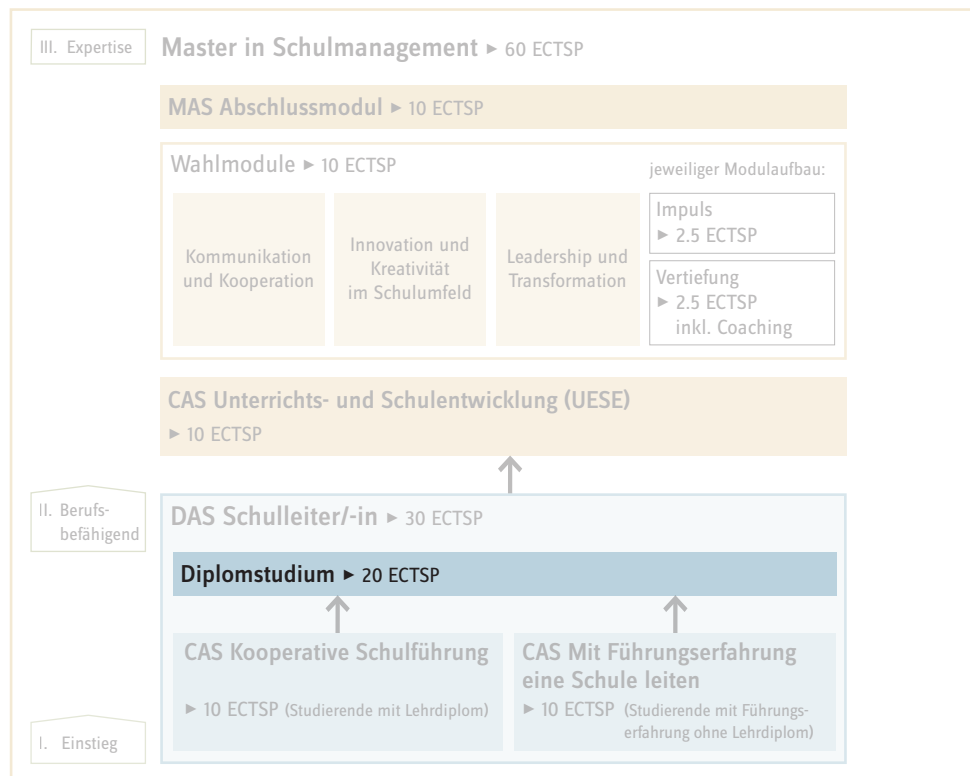 III. Expertise
Master in Schulmanagement ► 60 ECTSP
MAS Abschlussmodul ► 10 ECTSP
Wahlmodule ► 10 ECTSP
jeweiliger Modulaufbau:
Kommunikation
und Kooperation
Innovation und
Kreativität
im Schulumfeld
Leadership und
Transformation
Impuls
► 2.5 ECTSP
Vertiefung
► 2.5 ECTSP
inkl. Coaching
CAS Unterrichts- und Schulentwicklung (UESE)
► 10 ECTSP
II. Berufs-
befähigend
DAS Schulleiter/-in ► 30 ECTSP
Diplomstudium ► 20 ECTSP
CAS Kooperative Schulführung
► 10 ECTSP (Studierende mit Lehrdiplom)
CAS Mit Führungserfahrung
eine Schule leiten
► 10 ECTSP (Studierende mit Führungs-
erfahrung ohne Lehrdiplom)
I. Einstieg